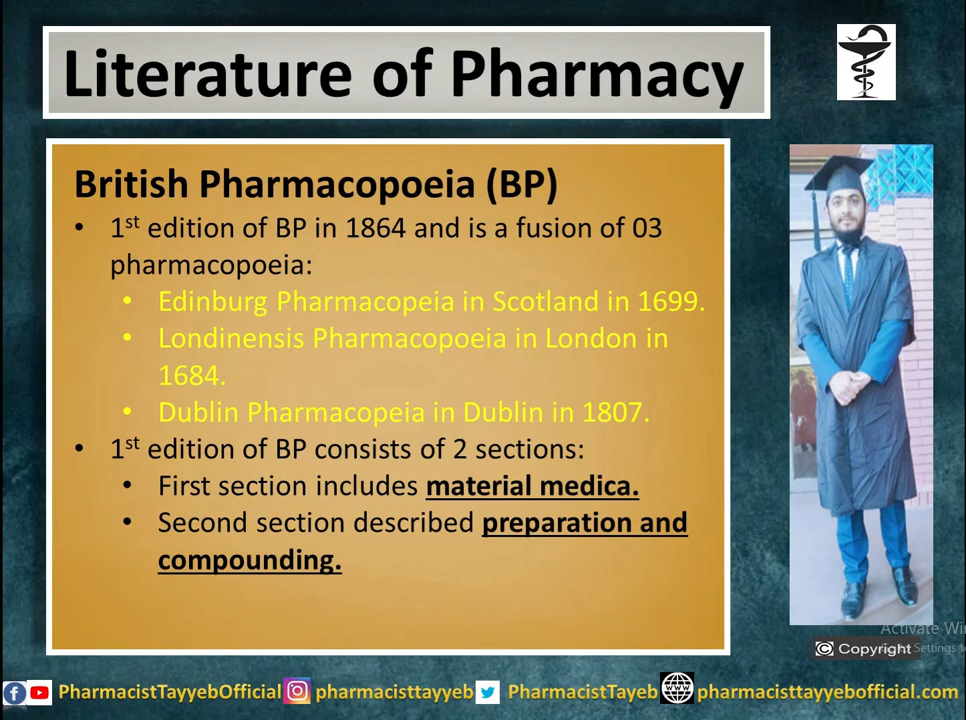 Literature of Pharmacy
British Pharmacopoeia (BP)
• 1st edition of BP in 1864 and is a fusion of 03
pharmacopoeia:
• Edinburg Pharmacopeia in Scotland in 1699.
• Londinensis Pharmacopoeia in London in
1684.
• Dublin Pharmacopeia in Dublin in 1807.
• 1st edition of BP consists of 2 sections:
• First section includes material medica.
• Second section described preparation and
compounding.
Activate Wi
© Copyright Settings t
PharmacistTayyebOfficial pharmacisttayyeb PharmacistTayeb pharmacisttayyebofficial.com